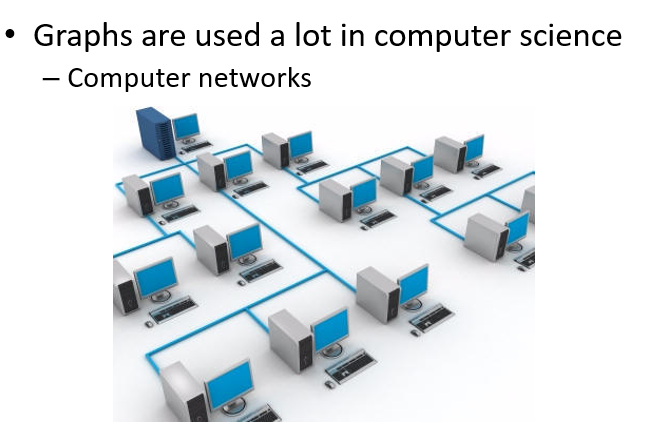 • Graphs are used a lot in computer science
– Computer networks